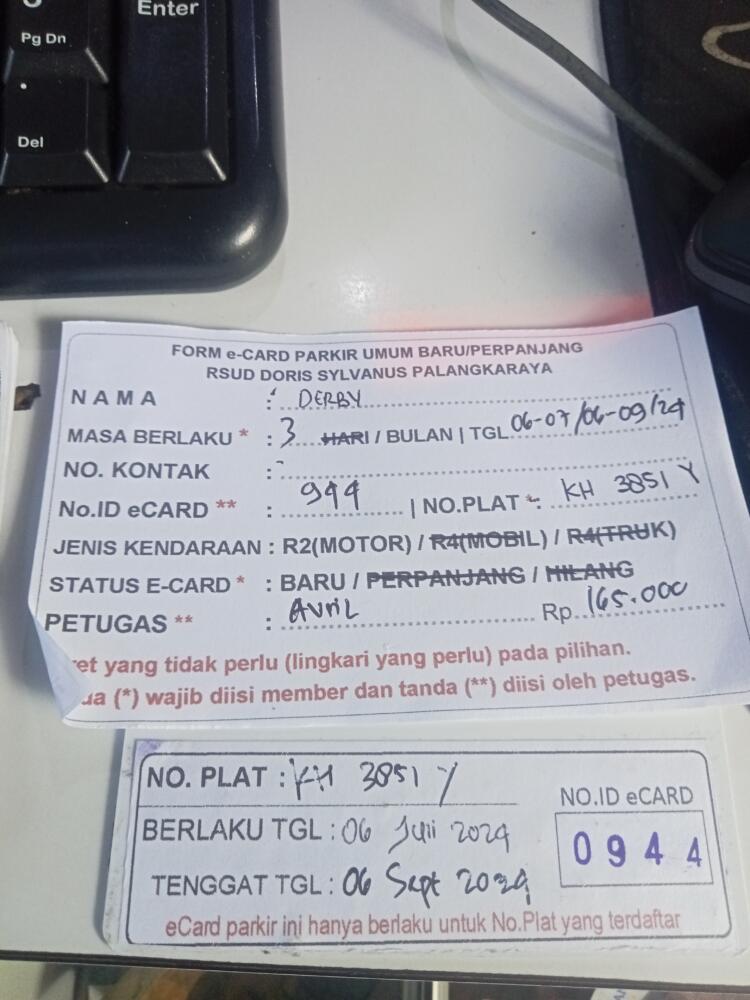 Enter
Pg Dn
.
Del
FORM e-CARD PARKIR UMUM BARU/PERPANJANG
RSUD DORIS SYLVANUS PALANGKARAYA
NAMA : DERBY
MASA BERLAKU * : 3 HARI / BULAN | TGL 06-07/06-09/24
NO. KONTAK : -
No.ID eCARD ** : 944 | NO.PLAT *: KH 3851 Y
JENIS KENDARAAN : R2(MOTOR) / R4(MOBIL) / R4(TRUK)
STATUS E-CARD * : BARU / PERPANJANG / HILANG
PETUGAS ** : AVRIL Rp. 165.000
ret yang tidak perlu (lingkari yang perlu) pada pilihan.
da (*) wajib diisi member dan tanda (**) diisi oleh petugas.
NO. PLAT : KH 3851 Y
NO.ID eCARD
BERLAKU TGL : 06 Juli 2024
0944
TENGGAT TGL : 06 Sept 2024
eCard parkir ini hanya berlaku untuk No.Plat yang terdaftar